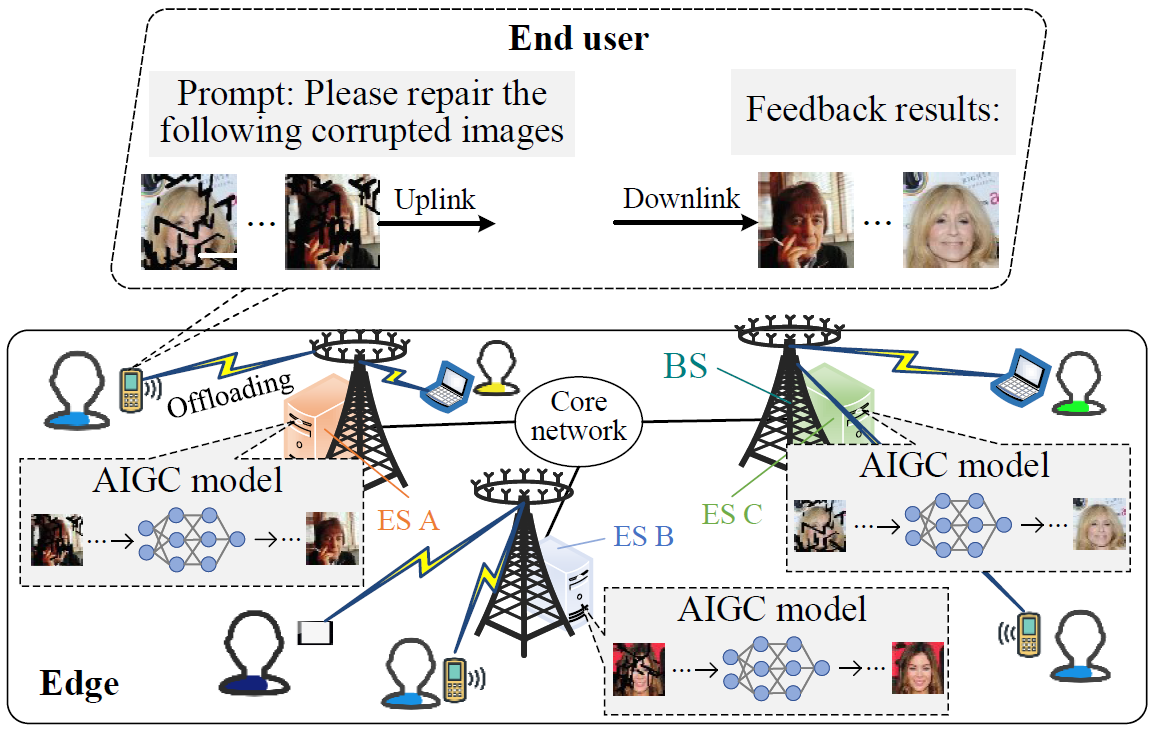 End user
Prompt: Please repair the
following corrupted images
Feedback results:
...
Uplink
Downlink
...
Offloading
BS
Core
network
AIGC model
... ...
ES A
ES B
ES C
AIGC model
... ...
AIGC model
... ...
Edge